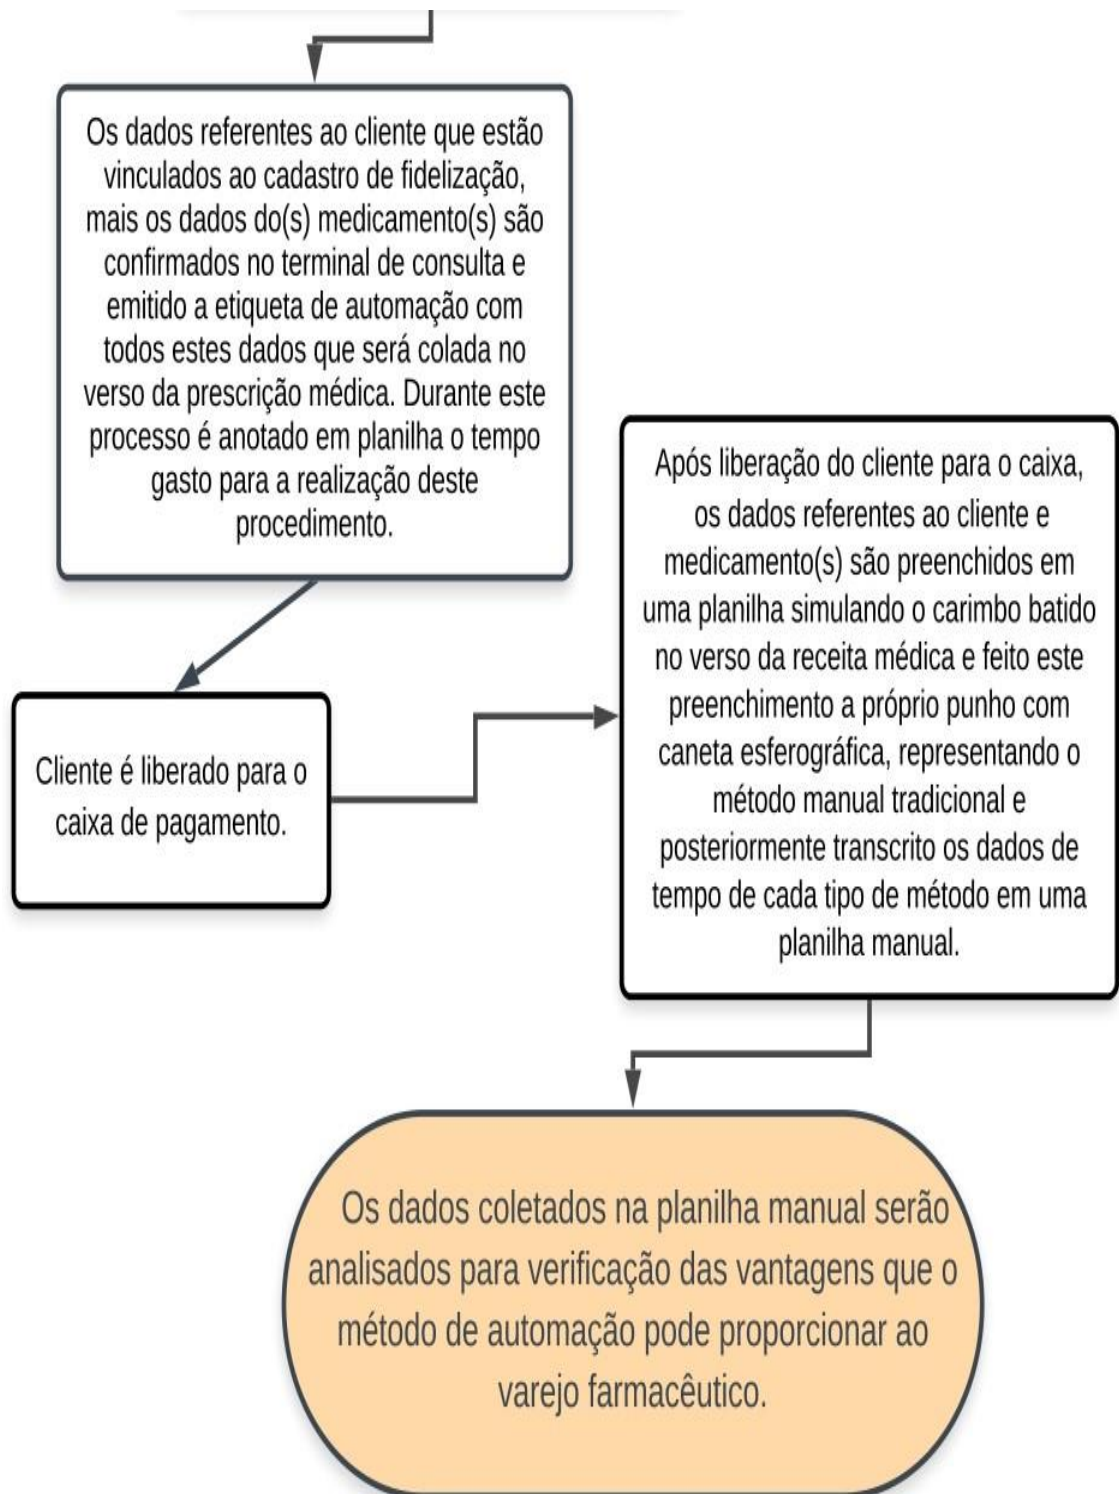 Os dados referentes ao cliente que estão
vinculados ao cadastro de fidelização,
mais os dados do(s) medicamento(s) são
confirmados no terminal de consulta e
emitido a etiqueta de automação com
todos estes dados que será colada no
verso da prescrição médica. Durante este
processo é anotado em planilha o tempo
gasto para a realização deste
procedimento.
Cliente é liberado para o
caixa de pagamento.
Após liberação do cliente para o caixa,
os dados referentes ao cliente e
medicamento(s) são preenchidos em
uma planilha simulando o carimbo batido
no verso da receita médica e feito este
preenchimento a próprio punho com
caneta esferográfica, representando o
método manual tradicional e
posteriormente transcrito os dados de
tempo de cada tipo de método em uma
planilha manual.
Os dados coletados na planilha manual serão
analisados para verificação das vantagens que o
método de automação pode proporcionar ao
varejo farmacêutico.